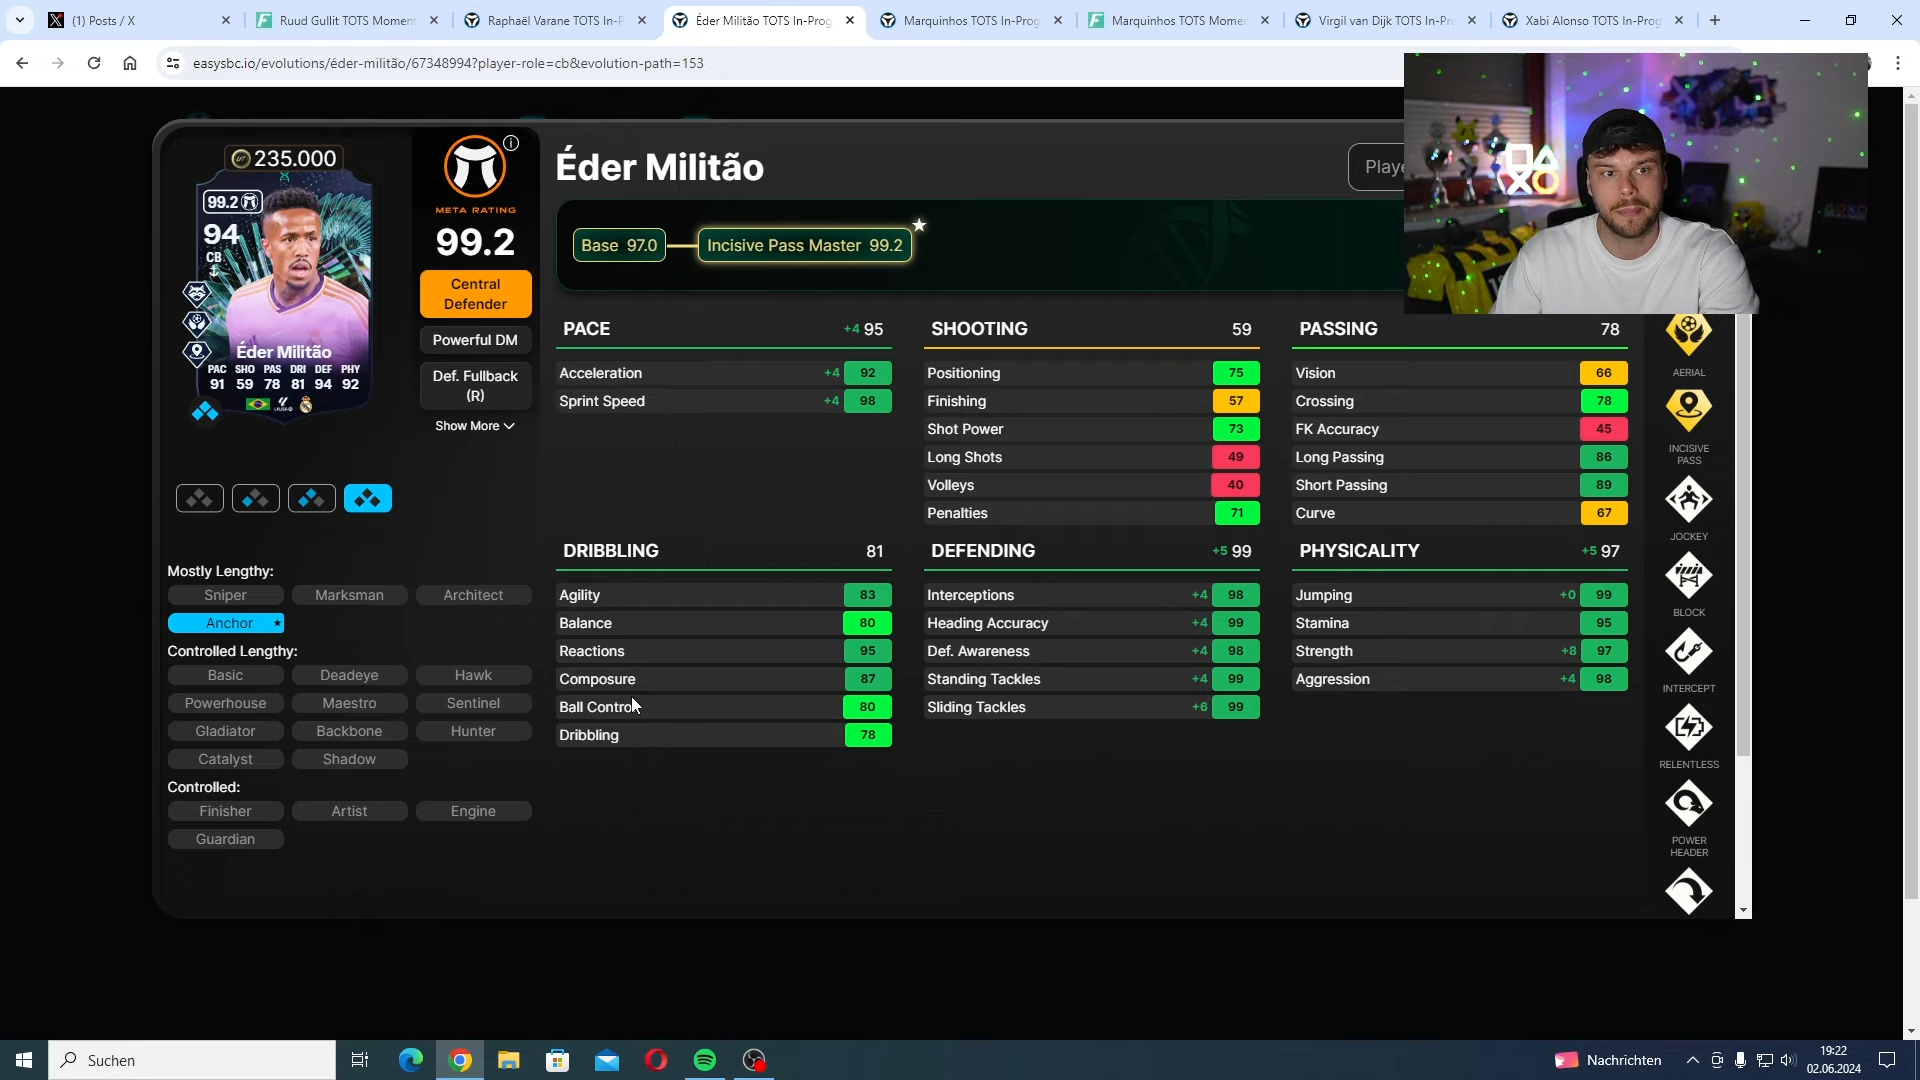 (1) Posts / X
Ruud Gullit TOTS Moment
Raphaël Varane TOTS In-P
Éder Militão TOTS In-Prog
Marquinhos TOTS In-Prog
Marquinhos TOTS Momen
Virgil van Dijk TOTS In-Pr
Xabi Alonso TOTS In-Prog
easysbc.io/evolutions/éder-militão/67348994?player-role=cb&evolution-path=153
235.000
99.2
94
CB
Éder Militão
PAC SHO PAS DRI DEF PHY
91 59 78 81 94 92
META RATING
99.2
Central Defender
Powerful DM
Def. Fullback (R)
Show More
Éder Militão
Playe
Base 97.0
Incisive Pass Master 99.2
PACE +4 95
Acceleration +4 92
Sprint Speed +4 98
SHOOTING 59
Positioning 75
Finishing 57
Shot Power 73
Long Shots 49
Volleys 40
Penalties 71
PASSING 78
Vision 66
Crossing 78
FK Accuracy 45
Long Passing 86
Short Passing 89
Curve 67
DRIBBLING 81
Agility 83
Balance 80
Reactions 95
Composure 87
Ball Contro 80
Dribbling 78
DEFENDING +5 99
Interceptions +4 98
Heading Accuracy +4 99
Def. Awareness +4 98
Standing Tackles +4 99
Sliding Tackles +6 99
PHYSICALITY +5 97
Jumping +0 99
Stamina 95
Strength +8 97
Aggression +4 98
Mostly Lengthy:
Sniper Marksman Architect
Anchor
Controlled Lengthy:
Basic Deadeye Hawk
Powerhouse Maestro Sentinel
Gladiator Backbone Hunter
Catalyst Shadow
Controlled:
Finisher Artist Engine
Guardian
AERIAL
INCISIVE
PASS
JOCKEY
BLOCK
INTERCEPT
RELENTLESS
POWER
HEADER
Suchen
Nachrichten
19:22
02.06.2024